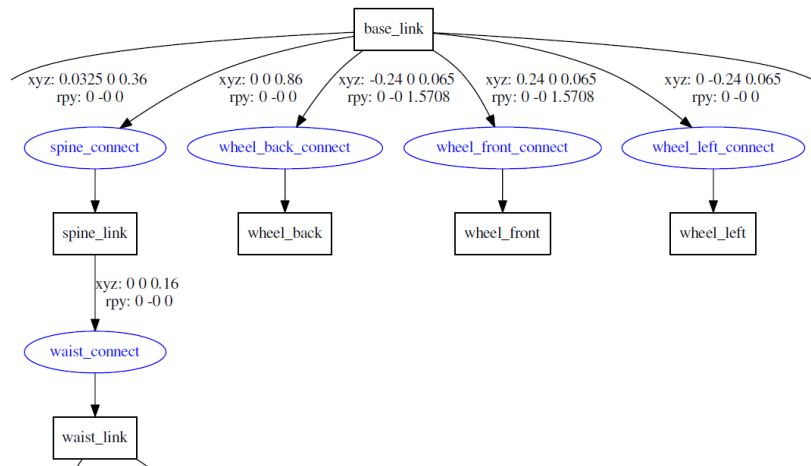 base_link
xyz: 0.0325 0 0.36
rpy: 0 -0 0
xyz: 0 0 0.86
rpy: 0 -0 0
xyz: -0.24 0 0.065
rpy: 0 -0 1.5708
xyz: 0.24 0 0.065
rpy: 0 -0 1.5708
xyz: 0 -0.24 0.065
rpy: 0 -0 0
spine_connect
wheel_back_connect
wheel_front_connect
wheel_left_connect
spine_link
wheel_back
wheel_front
wheel_left
xyz: 0 0 0.16
rpy: 0 -0 0
waist_connect
waist_link